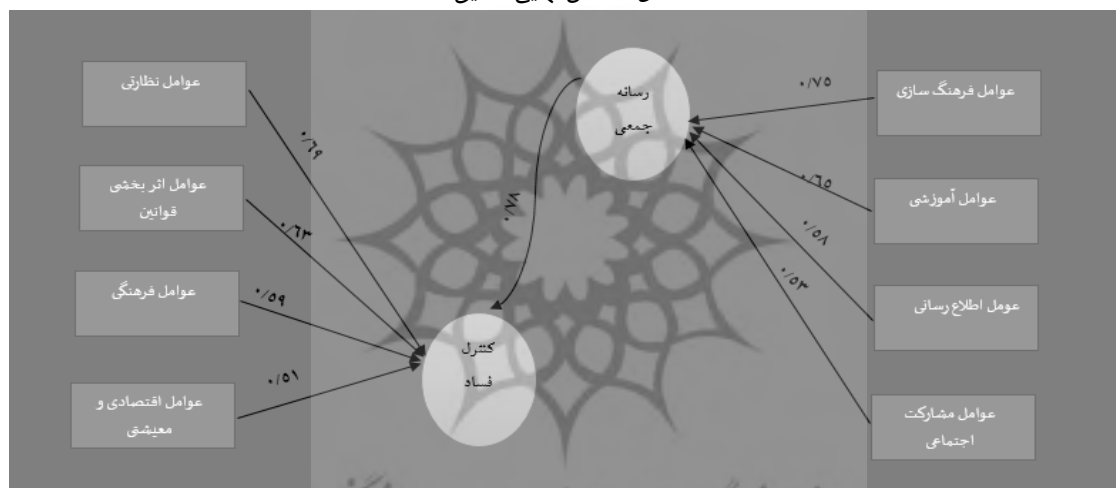 عوامل فرهنگ سازی
۰/۷۵
عوامل آموزشی
۰/۶۵
عومل اطلاع رسانی
۰/۵۸
عوامل مشارکت
اجتماعی
۰/۵۳
رسانه
جمعی
۰/۷۸
کنترل
فساد
عوامل نظارتی
۰/۶۹
عوامل اثر بخشی
قوانین
۰/۶۳
عوامل فرهنگی
۰/۵۹
عوامل اقتصادی و
معیشتی
۰/۵۱